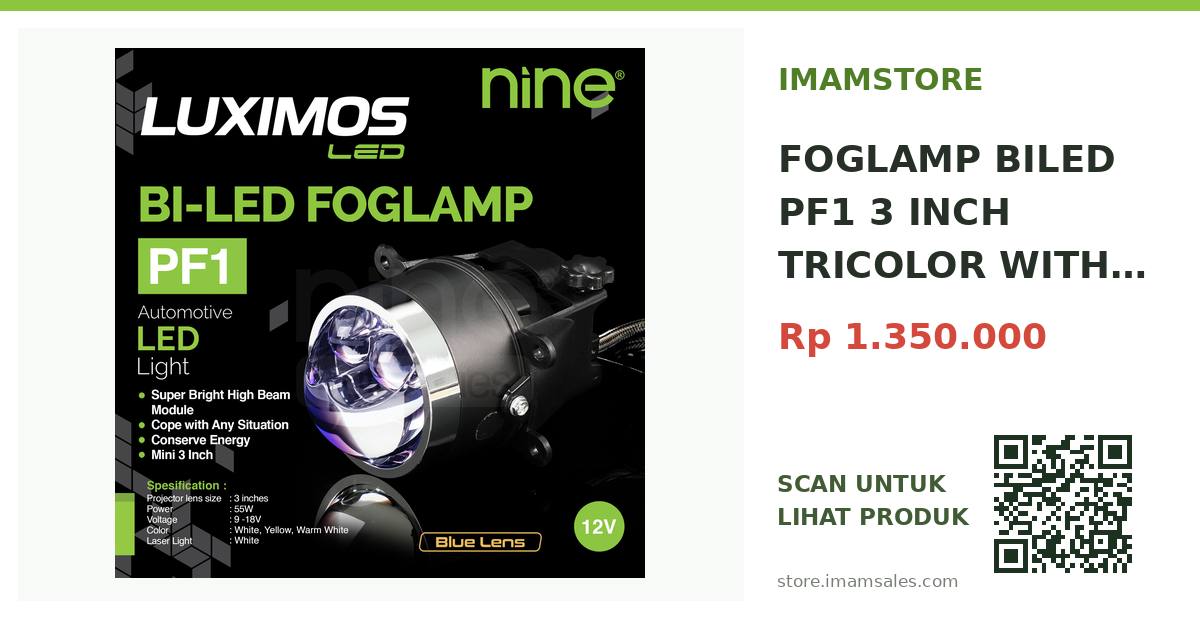 nine®
LUXIMOS
LED
BI-LED FOGLAMP
PF1
Automotive
LED
Light
Super Bright High Beam
Module
Cope with Any Situation
Conserve Energy
Mini 3 Inch
Spesification :
Projector lens size : 3 inches
Power : 55W
Voltage : 9 -18V
Color : White, Yellow, Warm White
Laser Light : White
Blue Lens
12V
IMAMSTORE
FOGLAMP BILED
PF1 3 INCH
TRICOLOR WITH...
Rp 1.350.000
SCAN UNTUK
LIHAT PRODUK
store.imamsales.com